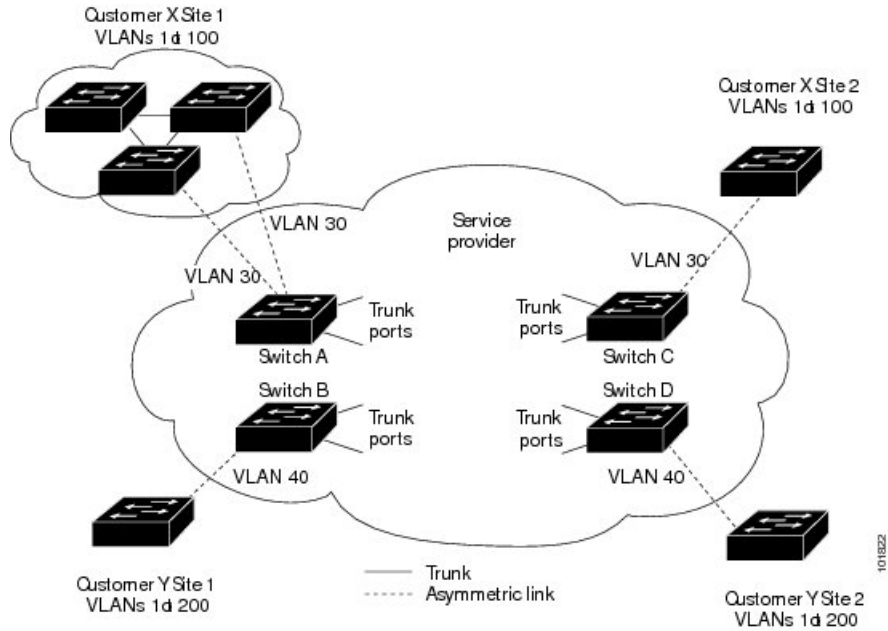 Customer X Site 1
VLANs 1 to 100
Customer X Site 2
VLANs 1 to 100
VLAN 30
Service
provider
VLAN 30
VLAN 30
Trunk
ports
Trunk
ports
Switch A
Switch C
Switch B
Switch D
Trunk
ports
Trunk
ports
VLAN 40
VLAN 40
Customer Y Site 1
VLANs 1 to 200
Trunk
Asymmetric link
Customer Y Site 2
VLANs 1 to 200
101822